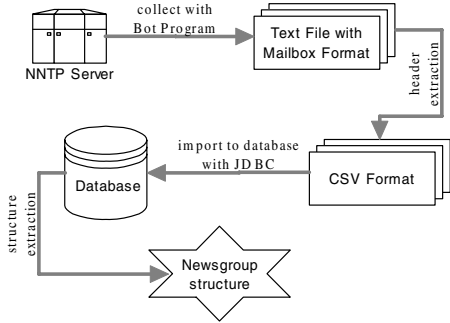 collect with
Bot Program
NNTP Server
Text File with
Mailbox Format
header
extraction
import to database
with JDBC
CSV Format
Database
structure
extraction
Newsgroup
structure